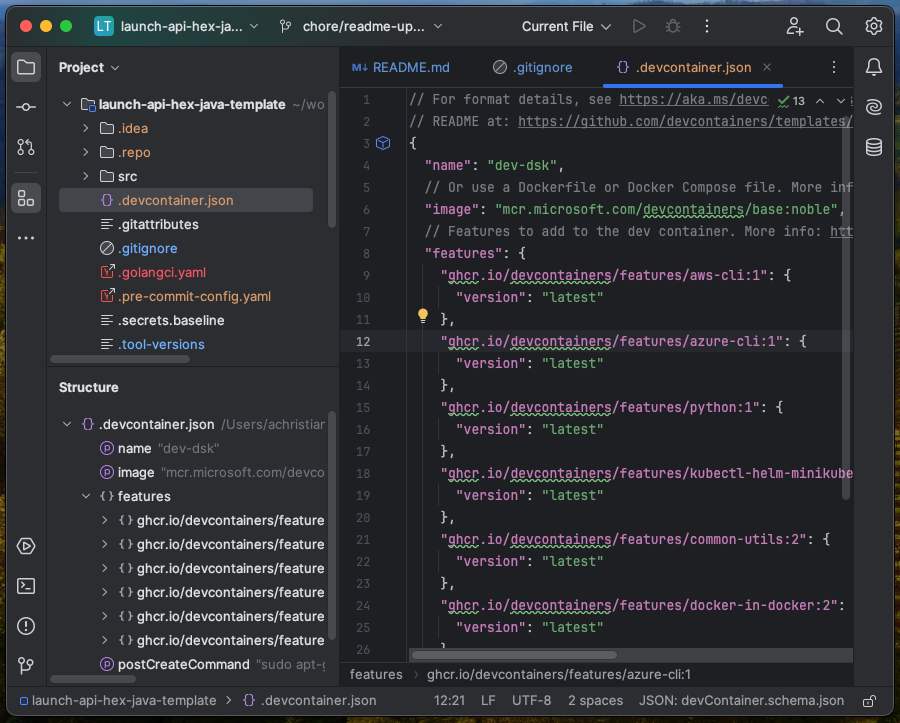 LT launch-api-hex-ja... chore/readme-up... Current File
Project
launch-api-hex-java-template ~/wo
.idea
.repo
src
.devcontainer.json
.gitattributes
.gitignore
.golangci.yaml
.pre-commit-config.yaml
.secrets.baseline
.tool-versions
Structure
.devcontainer.json /Users/achristiar
name "dev-dsk"
image "mcr.microsoft.com/devco
features
ghcr.io/devcontainers/feature
ghcr.io/devcontainers/feature
ghcr.io/devcontainers/feature
ghcr.io/devcontainers/feature
ghcr.io/devcontainers/feature
ghcr.io/devcontainers/feature
postCreateCommand "sudo apt-g
M↓ README.md .gitignore {} .devcontainer.json
13
1 // For format details, see https://aka.ms/devc
2 // README at: https://github.com/devcontainers/templates/
3 {
4 "name": "dev-dsk",
5 // Or use a Dockerfile or Docker Compose file. More inf
6 "image": "mcr.microsoft.com/devcontainers/base:noble",
7 // Features to add to the dev container. More info: htt
8 "features": {
9 "ghcr.io/devcontainers/features/aws-cli:1": {
10 "version": "latest"
11 },
12 "ghcr.io/devcontainers/features/azure-cli:1": {
13 "version": "latest"
14 },
15 "ghcr.io/devcontainers/features/python:1": {
16 "version": "latest"
17 },
18 "ghcr.io/devcontainers/features/kubectl-helm-minikube
19 "version": "latest"
20 },
21 "ghcr.io/devcontainers/features/common-utils:2": {
22 "version": "latest"
23 },
24 "ghcr.io/devcontainers/features/docker-in-docker:2":
25 "version": "latest"
26
features › ghcr.io/devcontainers/features/azure-cli:1
launch-api-hex-java-template > {} .devcontainer.json 12:21 LF UTF-8 2 spaces JSON: devContainer.schema.json